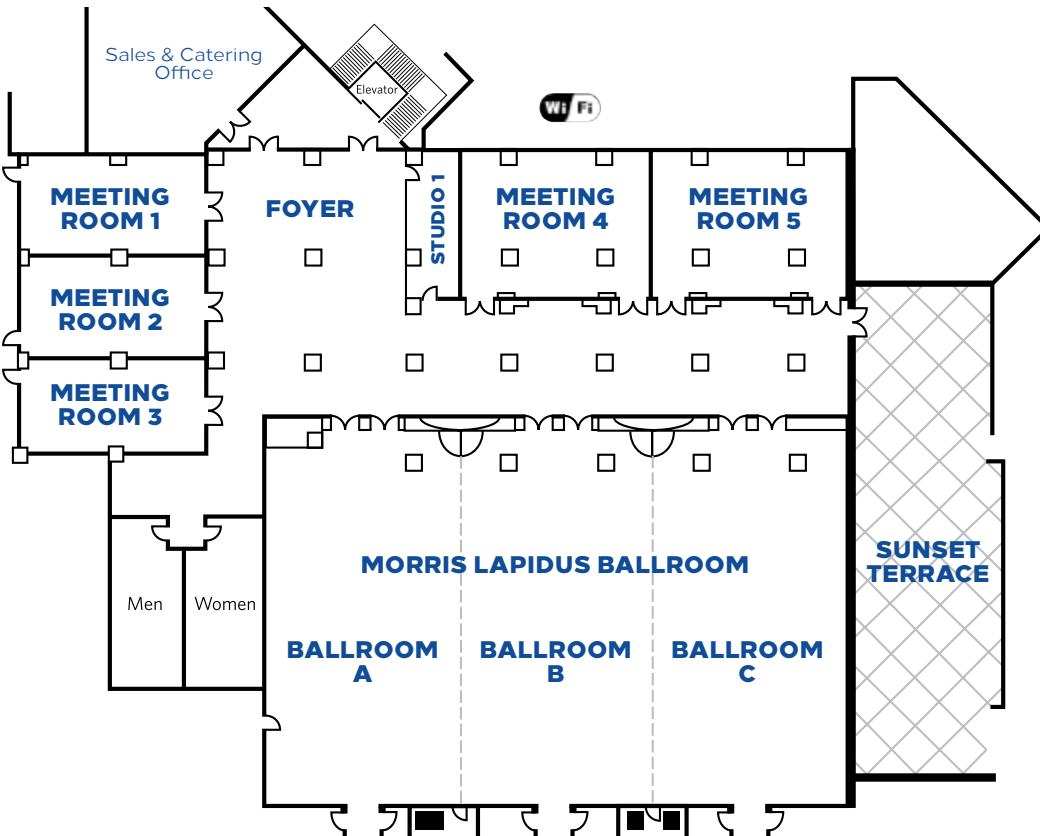 Sales & Catering
Office
Elevator
Wi Fi
MEETING
ROOM 1
FOYER
STUDIO 1
MEETING
ROOM 4
MEETING
ROOM 5
MEETING
ROOM 2
MEETING
ROOM 3
MORRIS LAPIDUS BALLROOM
SUNSET
TERRACE
Men
Women
BALLROOM
A
BALLROOM
B
BALLROOM
C